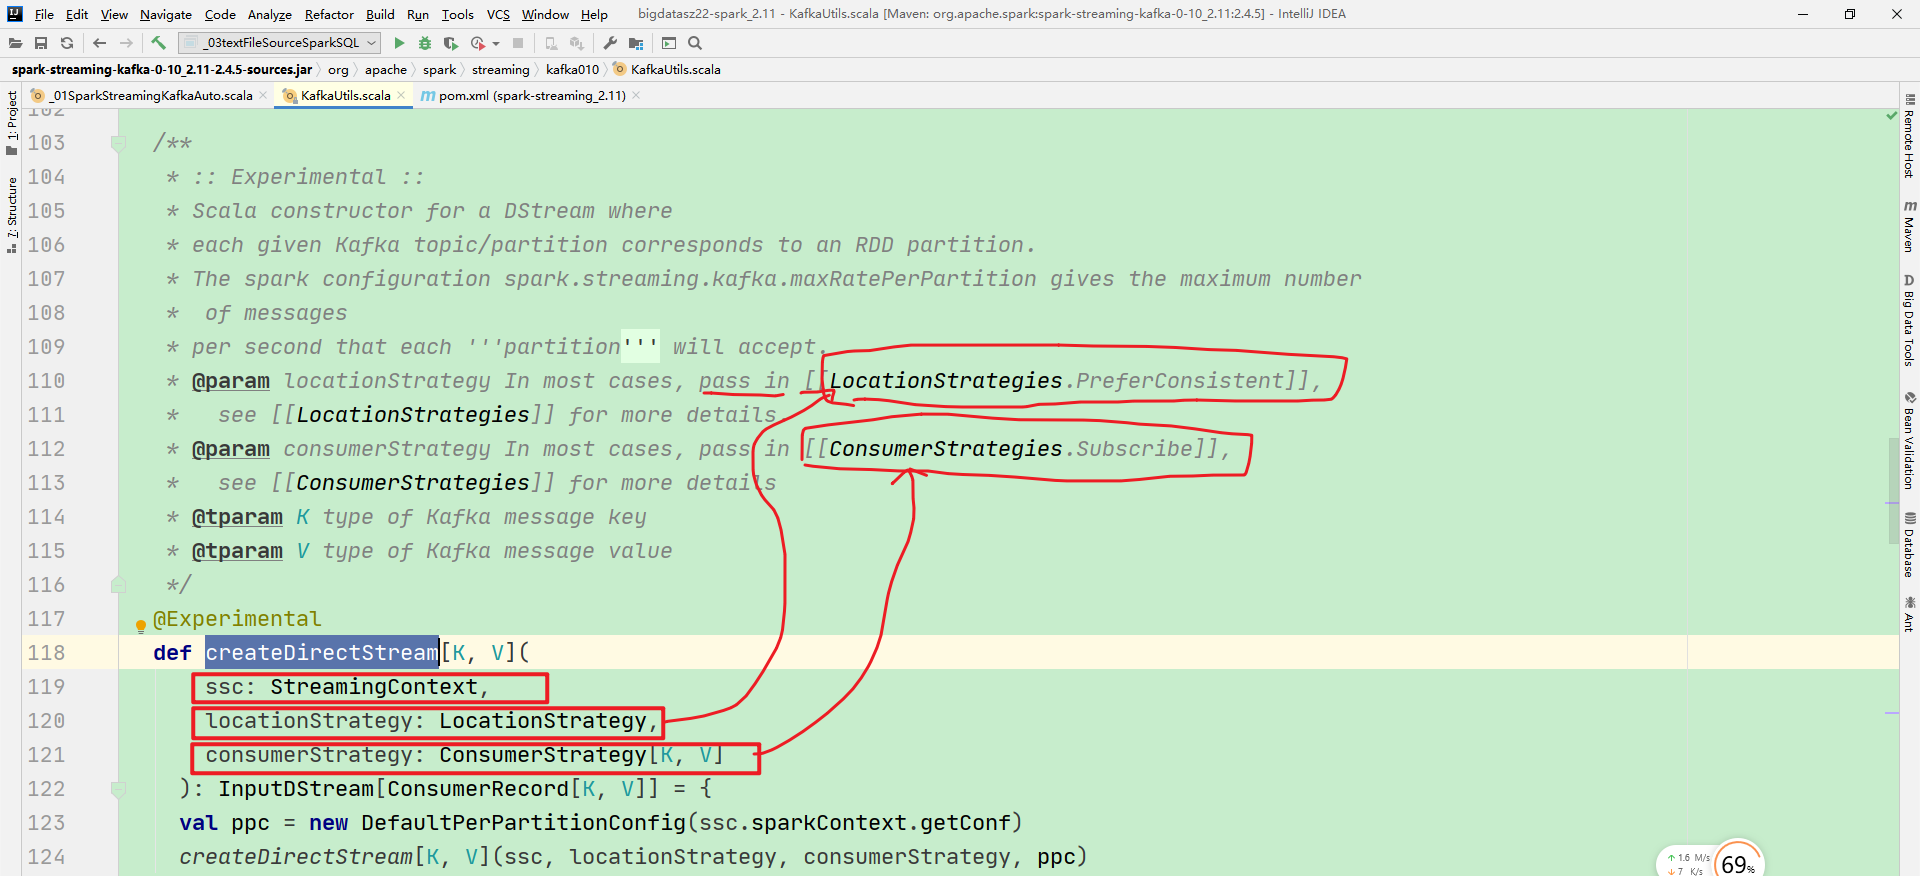 File Edit View Navigate Code Analyze Refactor Build Run Tools VCS Window Help bigdatasz22-spark_2.11 - KafkaUtils.scala [Maven: org.apache.spark:spark-streaming-kafka-0-10_2.11:2.4.5] - IntelliJ IDEA
_03textFileSourceSparkSQL
spark-streaming-kafka-0-10_2.11-2.4.5-sources.jar org apache spark streaming kafka010 KafkaUtils.scala
_01SparkStreamingKafkaAuto.scala KafkaUtils.scala pom.xml (spark-streaming_2.11)
1: Project
7: Structure
102
103 /**
104 * :: Experimental ::
105 * Scala constructor for a DStream where
106 * each given Kafka topic/partition corresponds to an RDD partition.
107 * The spark configuration spark.streaming.kafka.maxRatePerPartition gives the maximum number
108 *  of messages
109 * per second that each '''partition''' will accept.
110 * @param locationStrategy In most cases, pass in [[LocationStrategies.PreferConsistent]],
111 *   see [[LocationStrategies]] for more details.
112 * @param consumerStrategy In most cases, pass in [[ConsumerStrategies.Subscribe]],
113 *   see [[ConsumerStrategies]] for more details
114 * @tparam K type of Kafka message key
115 * @tparam V type of Kafka message value
116 */
117 @Experimental
118 def createDirectStream[K, V](
119 ssc: StreamingContext,
120 locationStrategy: LocationStrategy,
121 consumerStrategy: ConsumerStrategy[K, V]
122 ): InputDStream[ConsumerRecord[K, V]] = {
123 val ppc = new DefaultPerPartitionConfig(ssc.sparkContext.getConf)
124 createDirectStream[K, V](ssc, locationStrategy, consumerStrategy, ppc)
Remote Host
Maven
Big Data Tools
Bean Validation
Database
Ant
↑ 1.6 M/s
↓ 7 K/s
69%